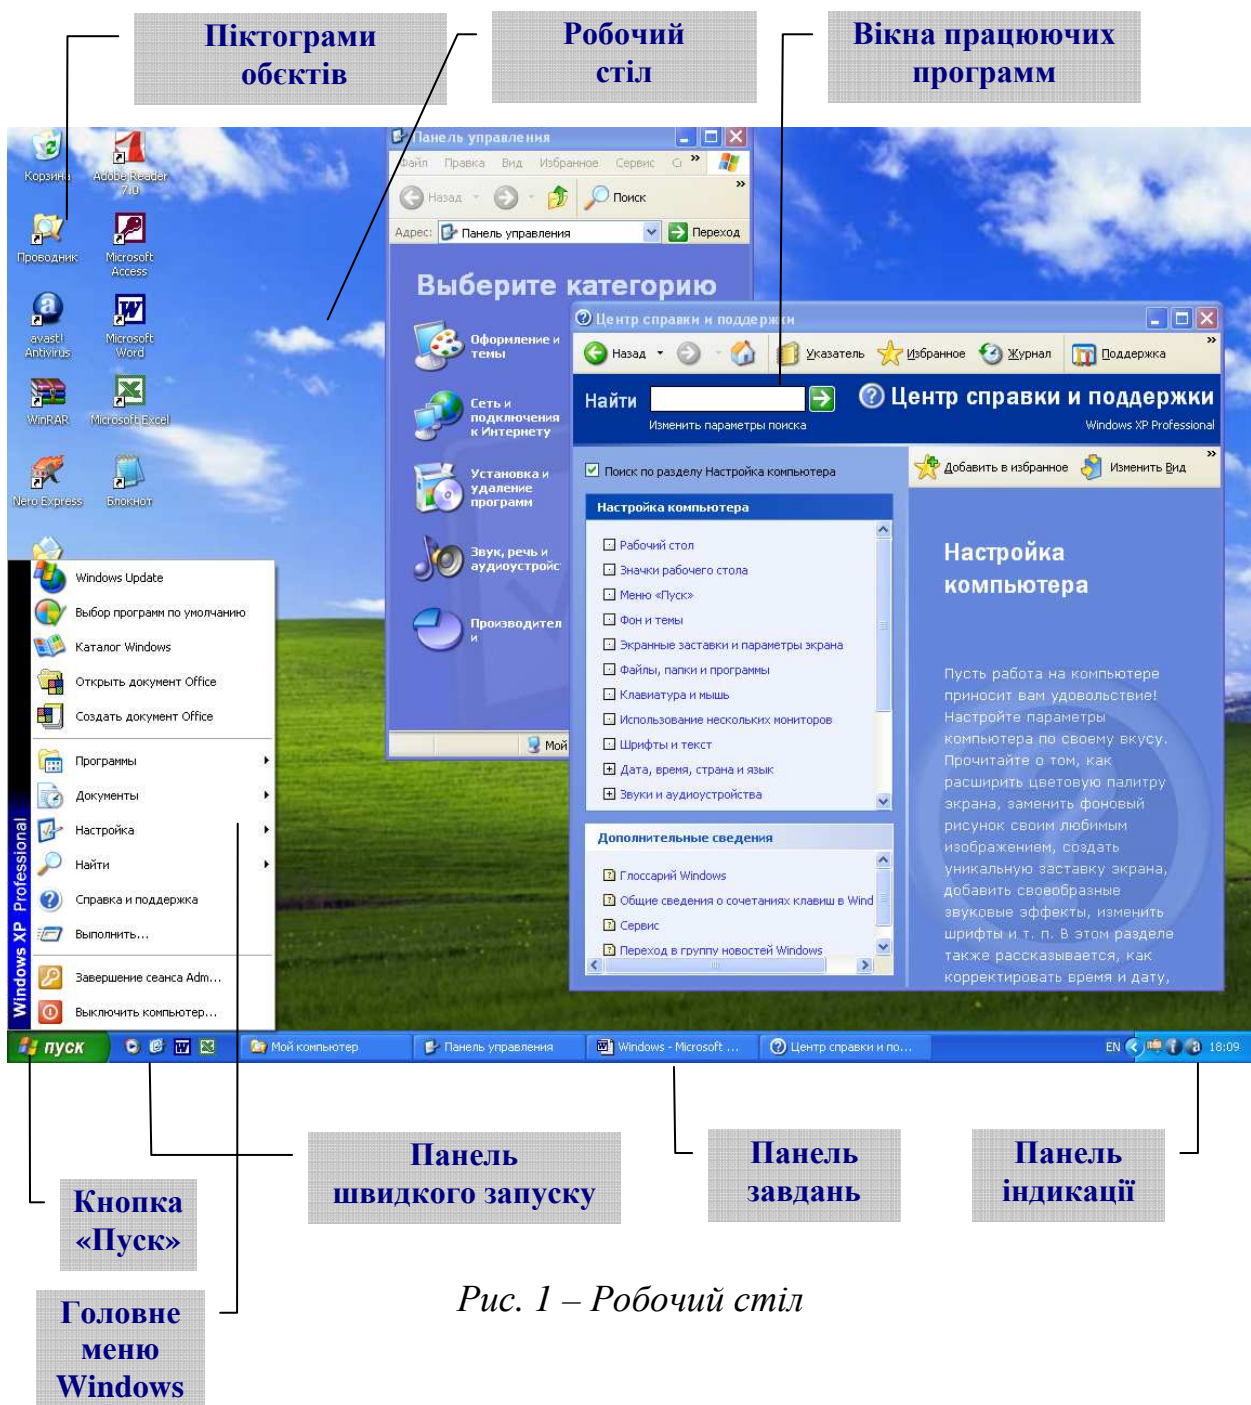 Піктограми
обєктів
Робочий
стіл
Вікна працюючих
программ
Корзина
Adobe Reader
7.0
Проводник
Microsoft
Access
avast!
Antivirus
Microsoft
Word
WinRAR
Microsoft Excel
Nero Express
Блокнот
Панель управления
Файл Правка Вид Избранное Сервис
Назад
Поиск
Адрес: Панель управления
Переход
Выберите категорию
Оформление и
темы
Сеть и
подключения
к Интернету
Установка и
удаление
программ
Звук, речь и
аудиоустройс
Производител
и
Мой
Центр справки и поддержки
Назад
Указатель
Избранное
Журнал
Поддержка
Найти
Изменить параметры поиска
Центр справки и поддержки
Windows XP Professional
Поиск по разделу Настройка компьютера
Добавить в избранное
Изменить Вид
Настройка компьютера
Рабочий стол
Значки рабочего стола
Меню «Пуск»
Фон и темы
Экранные заставки и параметры экрана
Файлы, папки и программы
Клавиатура и мышь
Использование нескольких мониторов
Шрифты и текст
Дата, время, страна и язык
Звуки и аудиоустройства
Дополнительные сведения
Глоссарий Windows
Общие сведения о сочетаниях клавиш в Wind
Сервис
Переход в группу новостей Windows
Настройка
компьютера
Пусть работа на компьютере
приносит вам удовольствие!
Настройте параметры
компьютера по своему вкусу.
Прочитайте о том, как
расширить цветовую палитру
экрана, заменить фоновый
рисунок своим любимым
изображением, создать
уникальную заставку экрана,
добавить своеобразные
звуковые эффекты, изменить
шрифты и т. п. В этом разделе
также рассказывается, как
корректировать время и дату,
Windows XP Professional
Windows Update
Выбор программ по умолчанию
Каталог Windows
Открыть документ Office
Создать документ Office
Программы
Документы
Настройка
Найти
Справка и поддержка
Выполнить...
Завершение сеанса Adm...
Выключить компьютер...
пуск
Мой компьютер
Панель управления
Windows - Microsoft ...
Центр справки и по...
EN
18:09
Панель
швидкого запуску
Панель
завдань
Панель
індикації
Кнопка
«Пуск»
Головне
меню
Windows
Рис. 1 – Робочий стіл